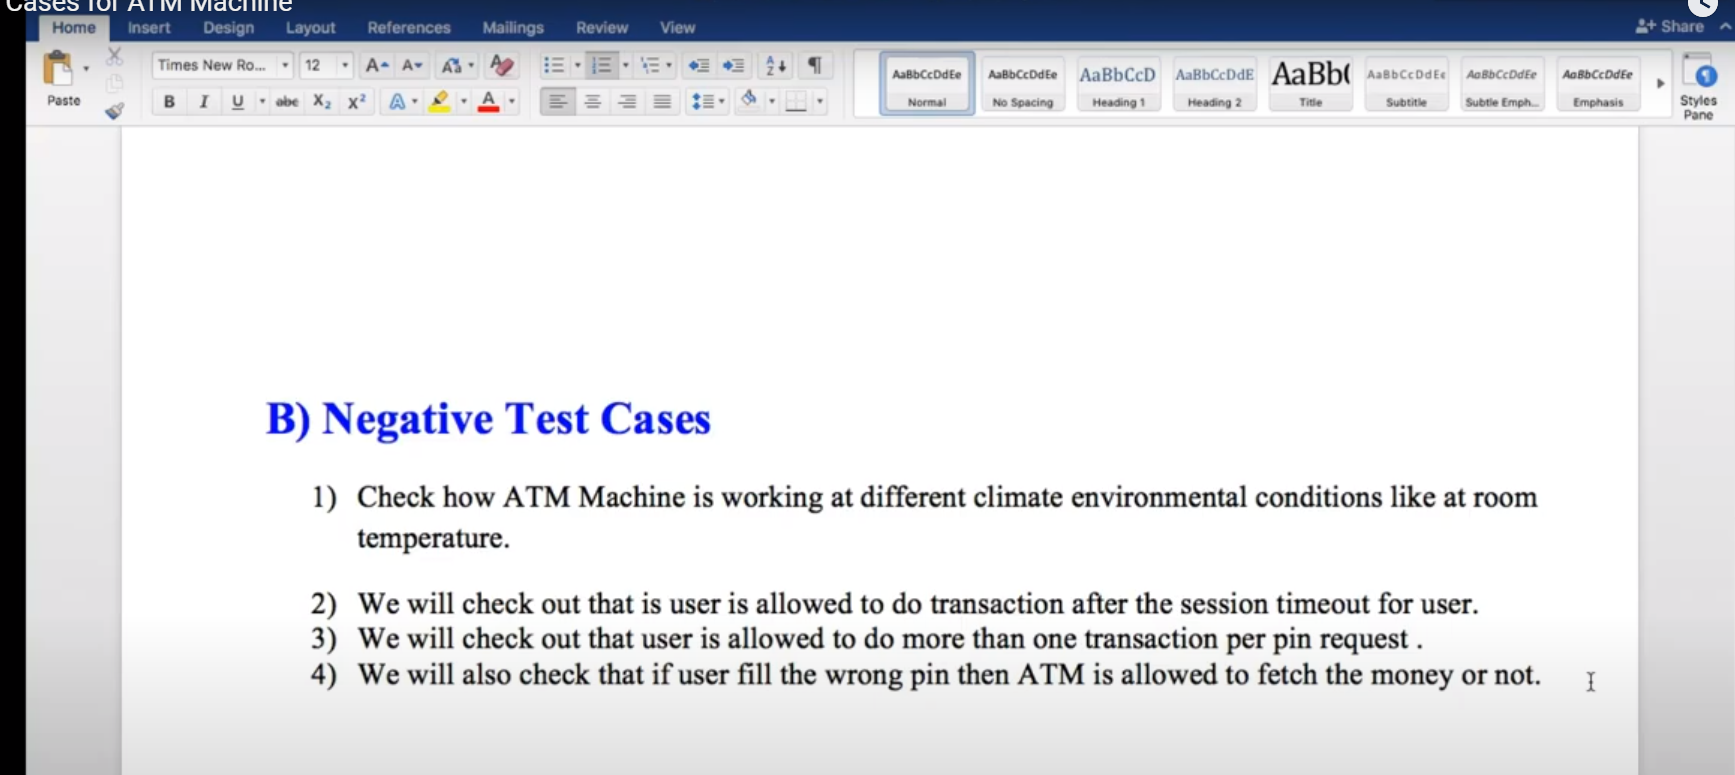 Cases for ATM Machine
Home Insert Design Layout References Mailings Review View Share
Times New Ro... 12
AaBbCcDdEe AaBbCcDdEe AaBbCcD AaBbCcDdE AaBb( AaBbCcDdEe AaBbCcDdEe AaBbCcDdEe
Paste
B I U abc X₂ X² A A
Normal No Spacing Heading 1 Heading 2 Title Subtitle Subtle Emph... Emphasis
Styles
Pane
B) Negative Test Cases
1) Check how ATM Machine is working at different climate environmental conditions like at room
temperature.
2) We will check out that is user is allowed to do transaction after the session timeout for user.
3) We will check out that user is allowed to do more than one transaction per pin request .
4) We will also check that if user fill the wrong pin then ATM is allowed to fetch the money or not.